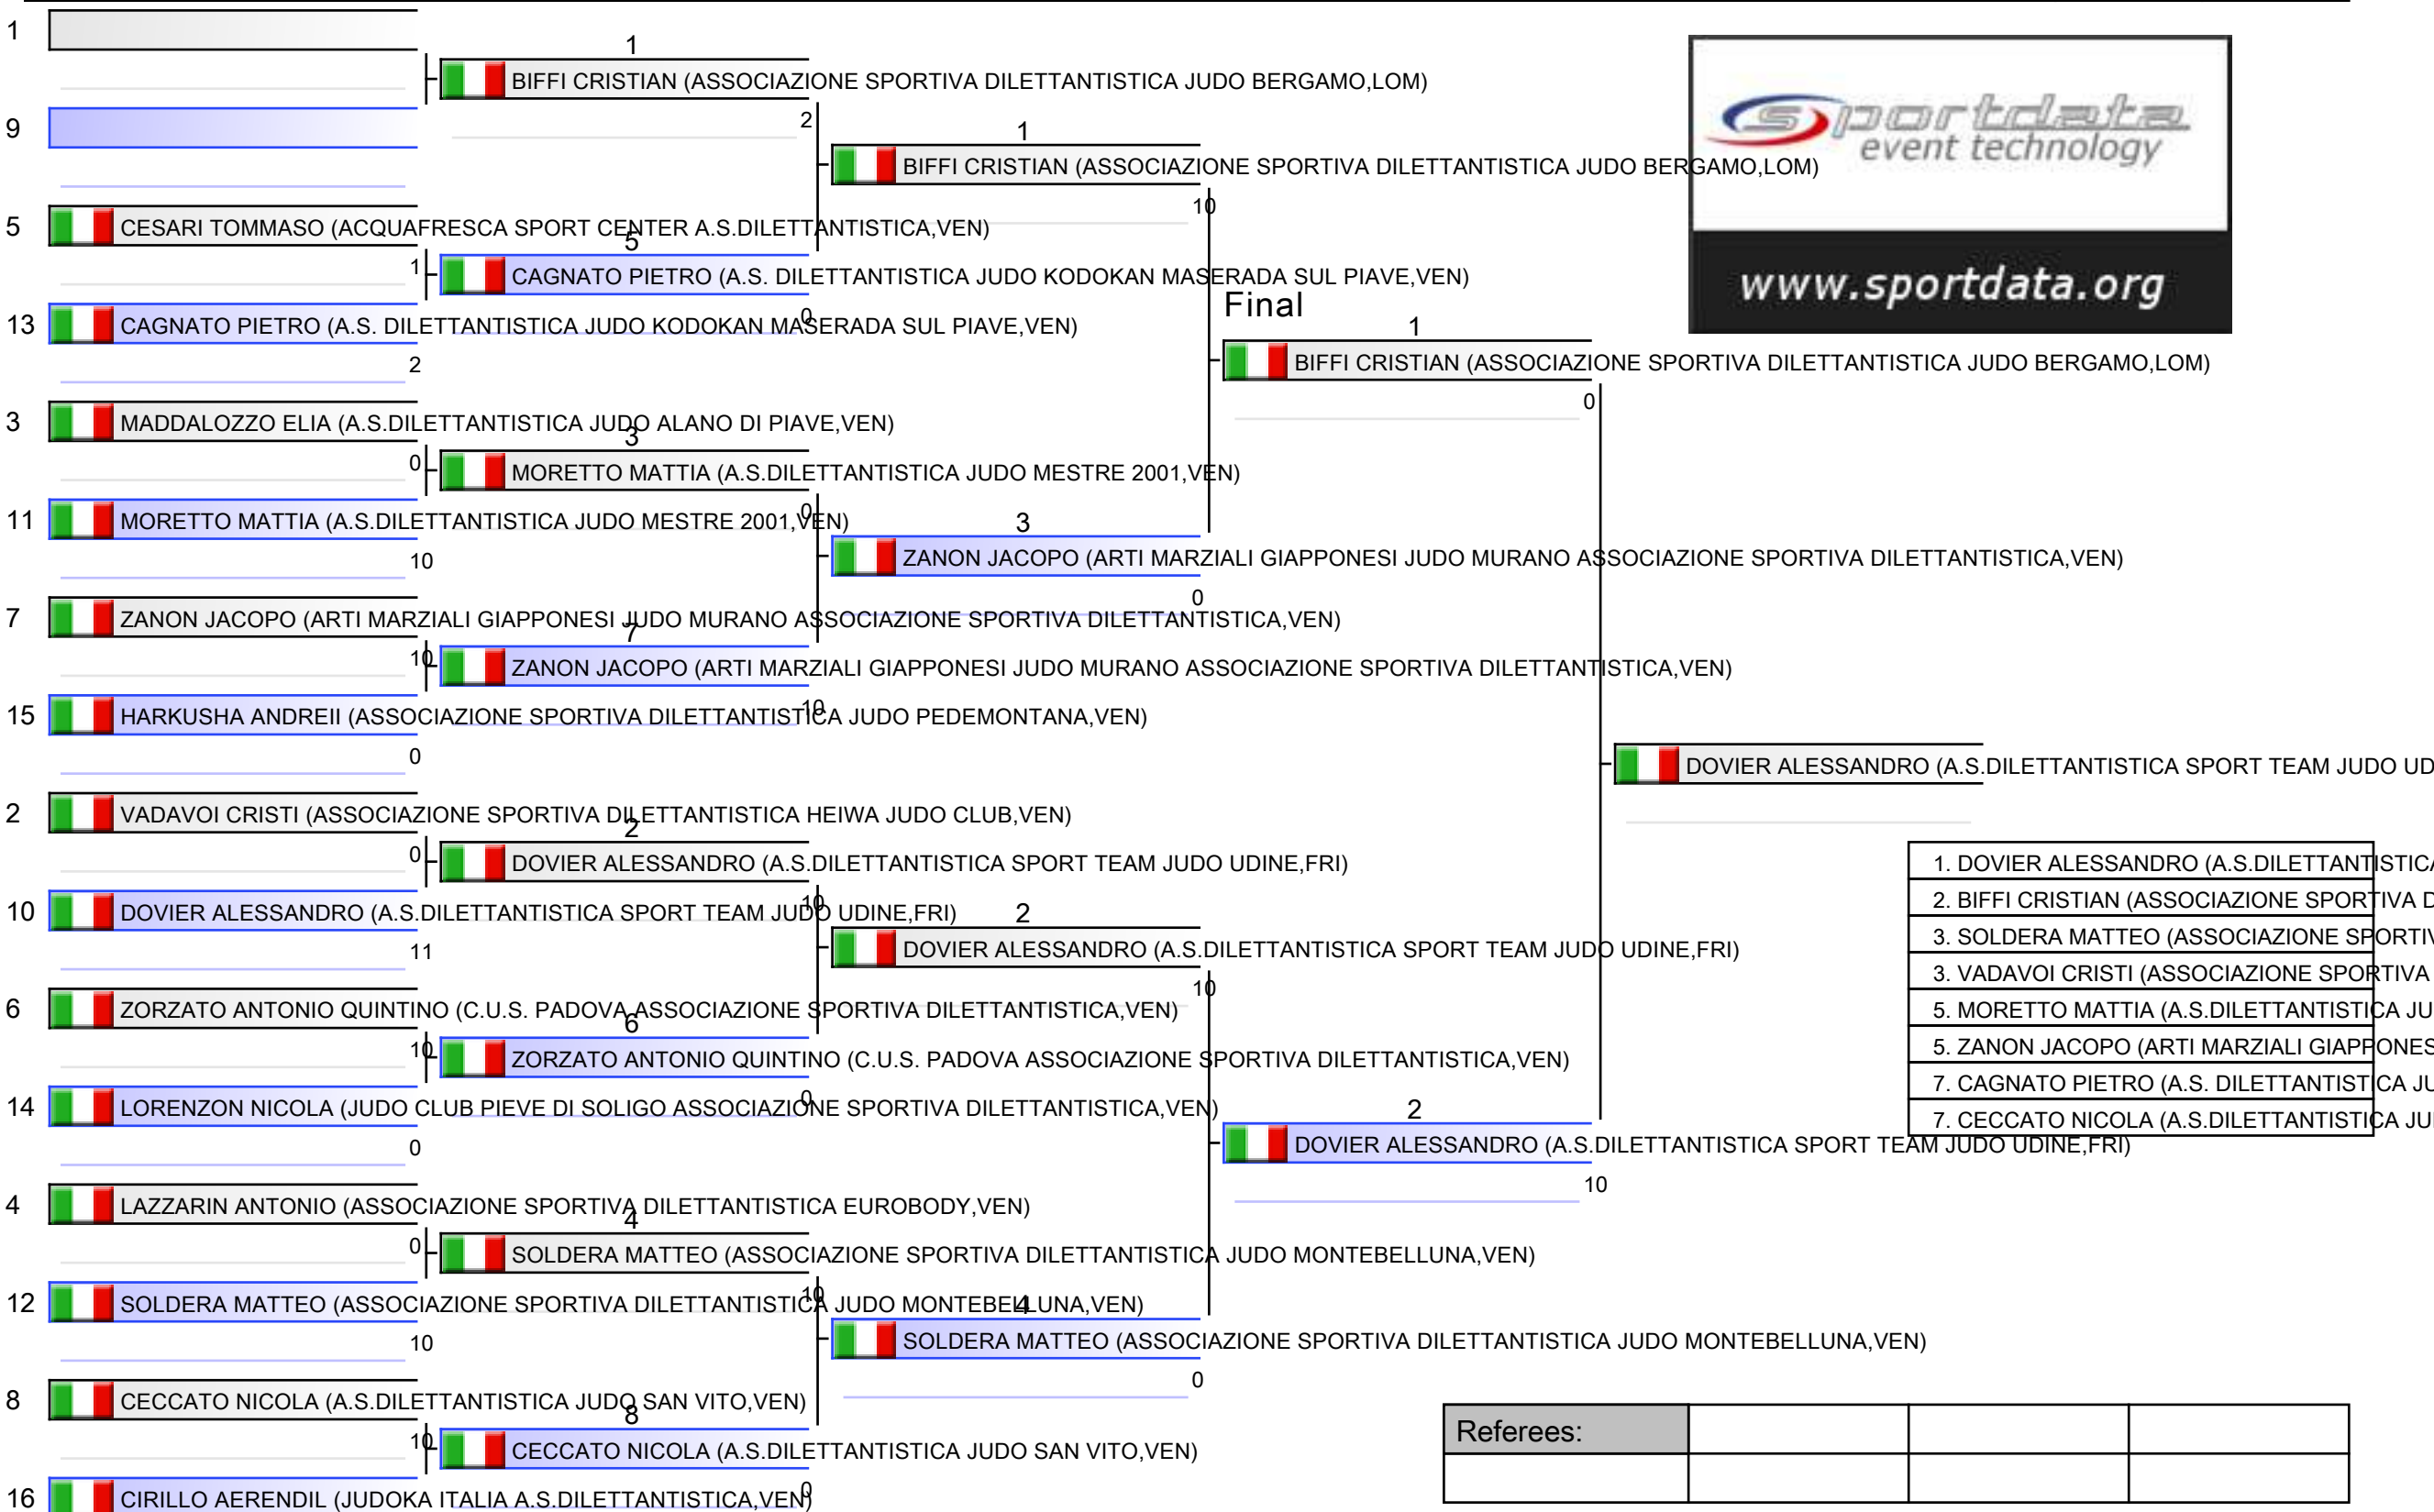 1
1
BIFFI CRISTIAN (ASSOCIAZIONE SPORTIVA DILETTANTISTICA JUDO BERGAMO,LOM)
2
9
1
BIFFI CRISTIAN (ASSOCIAZIONE SPORTIVA DILETTANTISTICA JUDO BERGAMO,LOM)
10
sportdata
event technology
www.sportdata.org
5
CESARI TOMMASO (ACQUAFRESCA SPORT CENTER A.S.DILETTANTISTICA,VEN)
1
5
CAGNATO PIETRO (A.S. DILETTANTISTICA JUDO KODOKAN MASERADA SUL PIAVE,VEN)
0
13
CAGNATO PIETRO (A.S. DILETTANTISTICA JUDO KODOKAN MASERADA SUL PIAVE,VEN)
2
Final
1
BIFFI CRISTIAN (ASSOCIAZIONE SPORTIVA DILETTANTISTICA JUDO BERGAMO,LOM)
0
3
MADDALOZZO ELIA (A.S.DILETTANTISTICA JUDO ALANO DI PIAVE,VEN)
0
3
MORETTO MATTIA (A.S.DILETTANTISTICA JUDO MESTRE 2001,VEN)
0
11
MORETTO MATTIA (A.S.DILETTANTISTICA JUDO MESTRE 2001,VEN)
10
3
ZANON JACOPO (ARTI MARZIALI GIAPPONESI JUDO MURANO ASSOCIAZIONE SPORTIVA DILETTANTISTICA,VEN)
0
7
ZANON JACOPO (ARTI MARZIALI GIAPPONESI JUDO MURANO ASSOCIAZIONE SPORTIVA DILETTANTISTICA,VEN)
10
7
ZANON JACOPO (ARTI MARZIALI GIAPPONESI JUDO MURANO ASSOCIAZIONE SPORTIVA DILETTANTISTICA,VEN)
10
15
HARKUSHA ANDREII (ASSOCIAZIONE SPORTIVA DILETTANTISTICA JUDO PEDEMONTANA,VEN)
0
DOVIER ALESSANDRO (A.S.DILETTANTISTICA SPORT TEAM JUDO UD
2
VADAVOI CRISTI (ASSOCIAZIONE SPORTIVA DILETTANTISTICA HEIWA JUDO CLUB,VEN)
0
2
DOVIER ALESSANDRO (A.S.DILETTANTISTICA SPORT TEAM JUDO UDINE,FRI)
10
10
DOVIER ALESSANDRO (A.S.DILETTANTISTICA SPORT TEAM JUDO UDINE,FRI)
11
2
DOVIER ALESSANDRO (A.S.DILETTANTISTICA SPORT TEAM JUDO UDINE,FRI)
10
6
ZORZATO ANTONIO QUINTINO (C.U.S. PADOVA ASSOCIAZIONE SPORTIVA DILETTANTISTICA,VEN)
10
6
ZORZATO ANTONIO QUINTINO (C.U.S. PADOVA ASSOCIAZIONE SPORTIVA DILETTANTISTICA,VEN)
0
14
LORENZON NICOLA (JUDO CLUB PIEVE DI SOLIGO ASSOCIAZIONE SPORTIVA DILETTANTISTICA,VEN)
0
2
DOVIER ALESSANDRO (A.S.DILETTANTISTICA SPORT TEAM JUDO UDINE,FRI)
10
1. DOVIER ALESSANDRO (A.S.DILETTANTISTICA
2. BIFFI CRISTIAN (ASSOCIAZIONE SPORTIVA D
3. SOLDERA MATTEO (ASSOCIAZIONE SPORTIV
3. VADAVOI CRISTI (ASSOCIAZIONE SPORTIVA
5. MORETTO MATTIA (A.S.DILETTANTISTICA JU
5. ZANON JACOPO (ARTI MARZIALI GIAPPONES
7. CAGNATO PIETRO (A.S. DILETTANTISTICA JU
7. CECCATO NICOLA (A.S.DILETTANTISTICA JU
4
LAZZARIN ANTONIO (ASSOCIAZIONE SPORTIVA DILETTANTISTICA EUROBODY,VEN)
0
4
SOLDERA MATTEO (ASSOCIAZIONE SPORTIVA DILETTANTISTICA JUDO MONTEBELLUNA,VEN)
10
12
SOLDERA MATTEO (ASSOCIAZIONE SPORTIVA DILETTANTISTICA JUDO MONTEBELLUNA,VEN)
10
4
SOLDERA MATTEO (ASSOCIAZIONE SPORTIVA DILETTANTISTICA JUDO MONTEBELLUNA,VEN)
0
8
CECCATO NICOLA (A.S.DILETTANTISTICA JUDO SAN VITO,VEN)
10
8
CECCATO NICOLA (A.S.DILETTANTISTICA JUDO SAN VITO,VEN)
0
16
CIRILLO AERENDIL (JUDOKA ITALIA A.S.DILETTANTISTICA,VEN)
Referees: